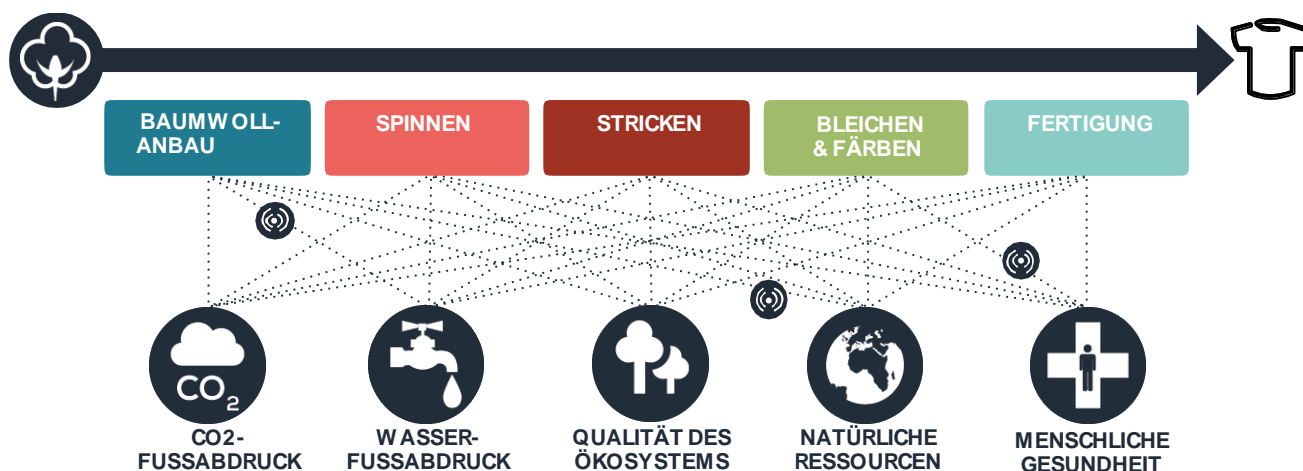 BAUMWOLL-
ANBAU
SPINNEN
STRICKEN
BLEICHEN
& FÄRBEN
FERTIGUNG
CO2
CO2-
FUSSABDRUCK
WASSER-
FUSSABDRUCK
QUALITÄT DES
ÖKOSYSTEMS
NATÜRLICHE
RESSOURCEN
MENSCHLICHE
GESUNDHEIT